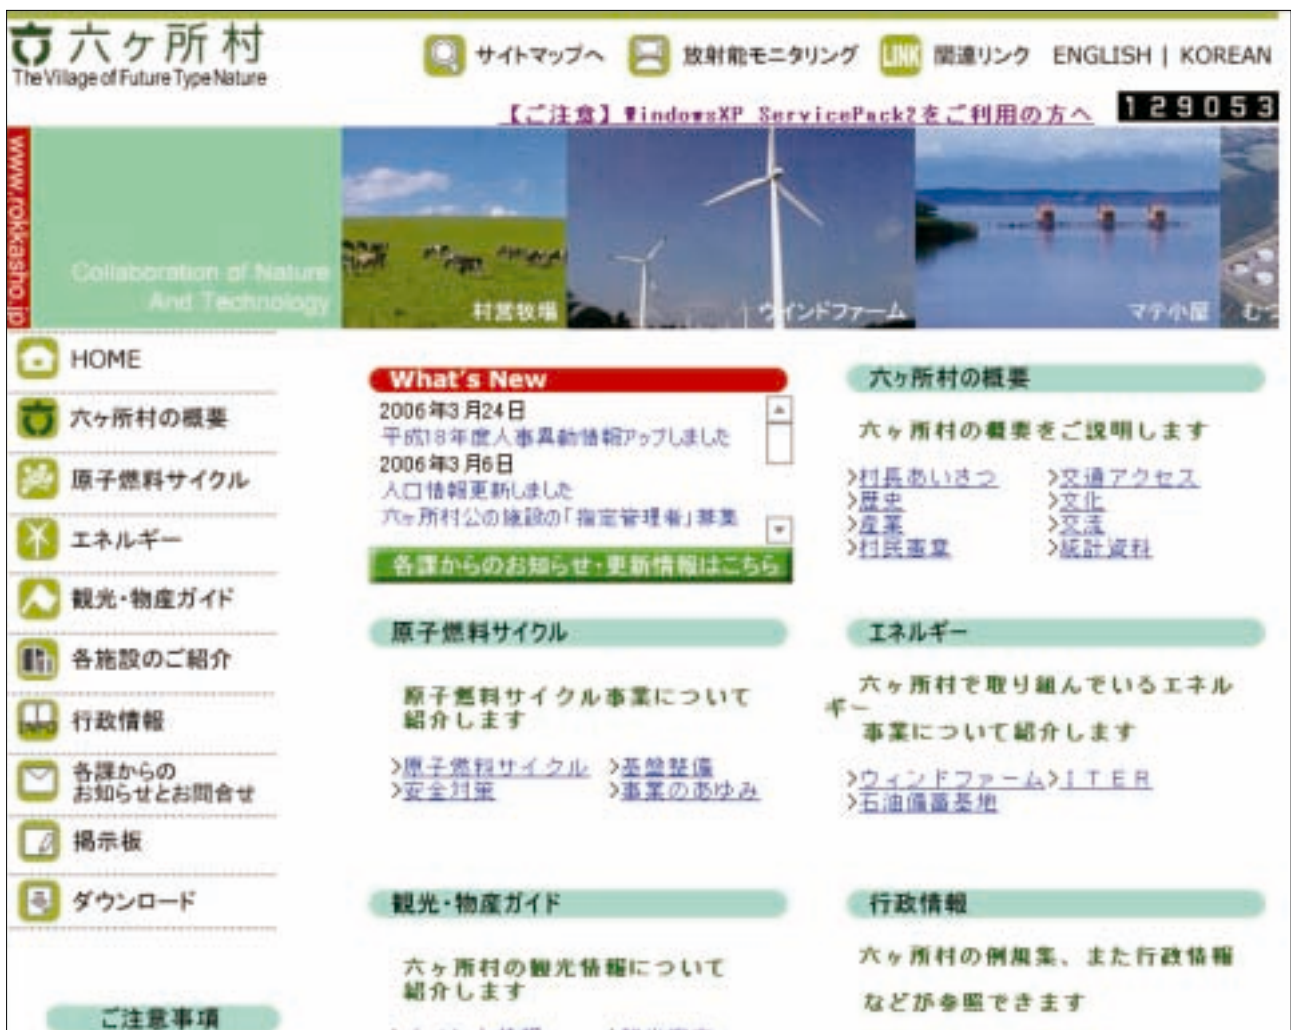 六ヶ所村
The Village of Future Type Nature
サイトマップへ
放射能モニタリング
LINK 関連リンク
ENGLISH | KOREAN
【ご注意】WindowsXP ServicePack2をご利用の方へ
129053
www.rokkasho.jp
Collaboration of Nature
And Technology
村営牧場
ウインドファーム
マテ小屋
むつ
HOME
六ヶ所村の概要
原子燃料サイクル
エネルギー
観光・物産ガイド
各施設のご紹介
行政情報
各課からの
お知らせとお問合せ
掲示板
ダウンロード
ご注意事項
What's New
2006年3月24日
平成18年度人事異動情報アップしました
2006年3月6日
人口情報更新しました
六ヶ所村公の施設の「指定管理者」募集
各課からのお知らせ・更新情報はこちら
六ヶ所村の概要
六ヶ所村の概要をご説明します
>村長あいさつ >交通アクセス
>歴史 >文化
>産業 >交流
>村民憲章 >統計資料
原子燃料サイクル
原子燃料サイクル事業について
紹介します
>原子燃料サイクル >基盤整備
>安全対策 >事業のあゆみ
エネルギー
六ヶ所村で取り組んでいるエネル
ギー
事業について紹介します
>ウィンドファーム>ITER
>石油備蓄基地
観光・物産ガイド
六ヶ所村の観光情報について
紹介します
行政情報
六ヶ所村の例規集、また行政情報
などが参照できます